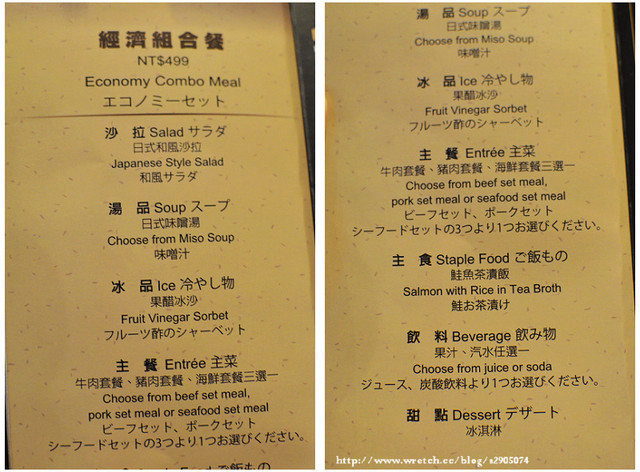 經濟組合餐
NT$499
Economy Combo Meal
エコノミーセット
沙 拉 Salad サラダ
日式和風沙拉
Japanese Style Salad
和風サラダ
湯 品 Soup スープ
日式味噌湯
Choose from Miso Soup
味噌汁
冰 品 Ice 冷やし物
果醋冰沙
Fruit Vinegar Sorbet
フルーツ酢のシャーベット
主 餐 Entrée 主菜
牛肉套餐、豬肉套餐、海鮮套餐三選一
Choose from beef set meal,
pork set meal or seafood set meal
ビーフセット、ポークセット
シーフードセットの3つより1つお選びください。
湯 品 Soup スープ
日式味噌湯
Choose from Miso Soup
味噌汁
冰 品 Ice 冷やし物
果醋冰沙
Fruit Vinegar Sorbet
フルーツ酢のシャーベット
主 餐 Entrée 主菜
牛肉套餐、豬肉套餐、海鮮套餐三選一
Choose from beef set meal,
pork set meal or seafood set meal
ビーフセット、ポークセット
シーフードセットの3つより1つお選びください。
主 食 Staple Food ご飯もの
鮭魚茶漬飯
Salmon with Rice in Tea Broth
鮭お茶漬け
飲 料 Beverage 飲み物
果汁、汽水任選一
Choose from juice or soda
ジュース、炭酸飲料より1つお選びください。
甜 點 Dessert デザート
冰淇淋
http://www.wretch.cc/blog/a2905074